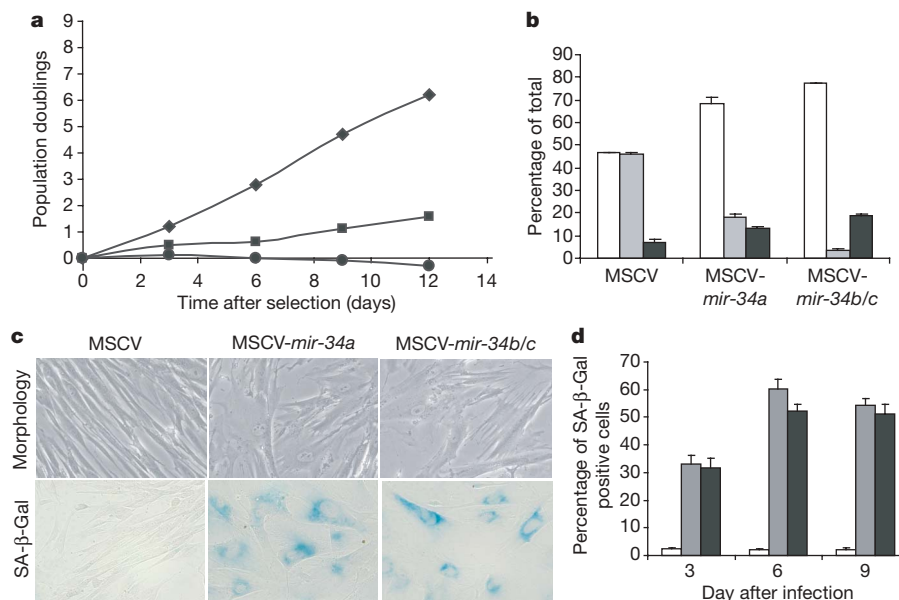 a
9
8
7
6
5
4
3
2
1
0
Population doublings
0 2 4 6 8 10 12 14
Time after selection (days)
b
90
80
70
60
50
40
30
20
10
0
Percentage of total
MSCV MSCV- MSCV-
mir-34a mir-34b/c
c
MSCV MSCV-mir-34a MSCV-mir-34b/c
Morphology
SA-β-Gal
d
70
60
50
40
30
20
10
0
Percentage of SA-β-Gal
positive cells
3 6 9
Day after infection